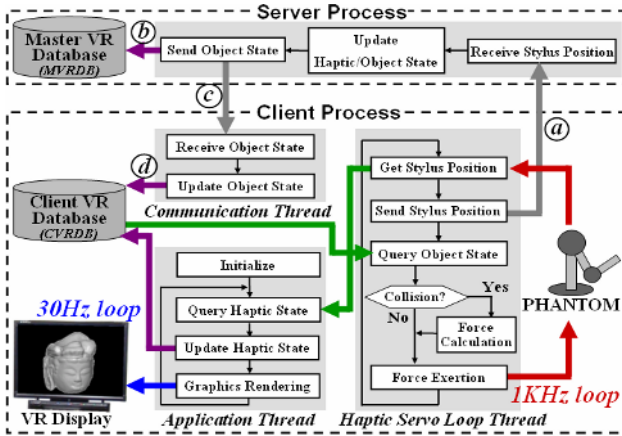 Server Process
Master VR
Database
(MVRDB)
b
Send Object State
Update
Haptic/Object State
Receive Stylus Position
c
a
Client Process
Receive Object State
d
Update Object State
Communication Thread
Client VR
Database
(CVRDB)
Get Stylus Position
Send Stylus Position
Query Object State
Collision?
Yes
No
Force
Calculation
Force Exertion
Haptic Servo Loop Thread
PHANTOM
1KHz loop
Initialize
Query Haptic State
Update Haptic State
Graphics Rendering
Application Thread
30Hz loop
VR Display